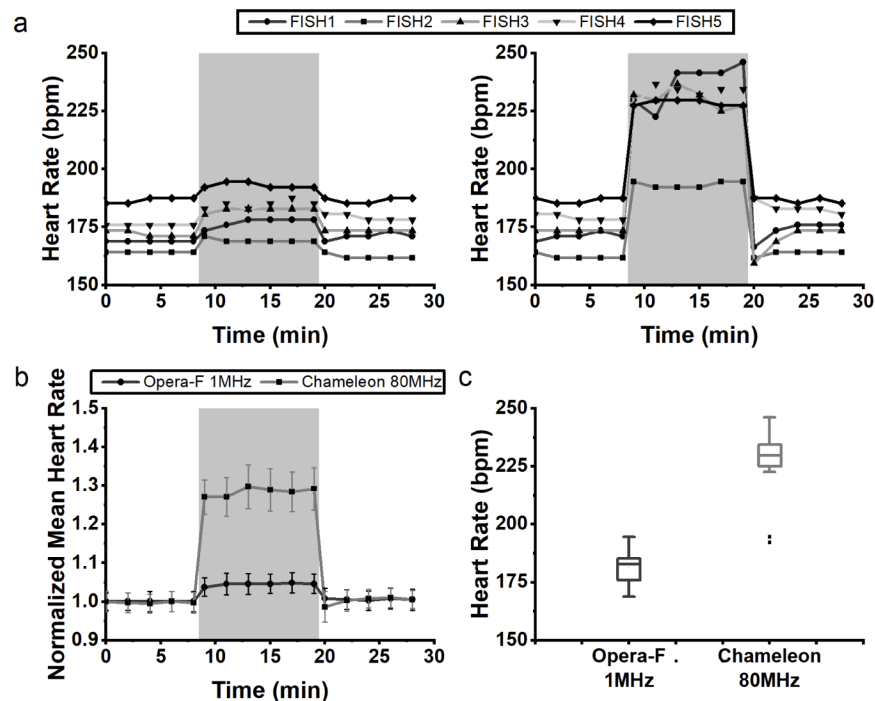 a
FISH1 FISH2 FISH3 FISH4 FISH5
Heart Rate (bpm)
250
225
200
175
150
0 5 10 15 20 25 30
Time (min)
Heart Rate (bpm)
250
225
200
175
150
0 5 10 15 20 25 30
Time (min)
b
Opera-F 1MHz Chameleon 80MHz
Normalized Mean Heart Rate
1.5
1.4
1.3
1.2
1.1
1.0
0.9
0 5 10 15 20 25 30
Time (min)
c
Heart Rate (bpm)
250
225
200
175
150
Opera-F . Chameleon
1MHz 80MHz